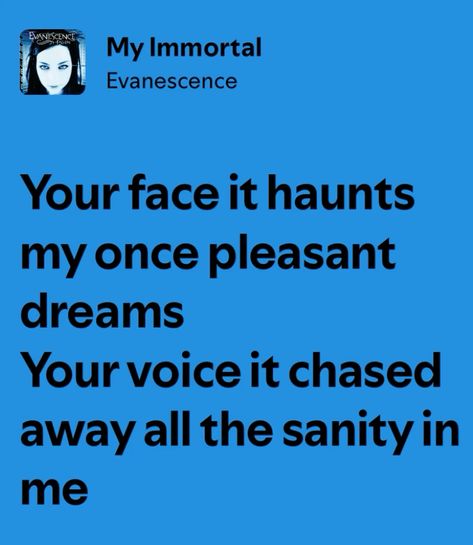 EVANESCENCE
My Immortal
Evanescence
Your face it haunts
my once pleasant
dreams
Your voice it chased
away all the sanity in
me